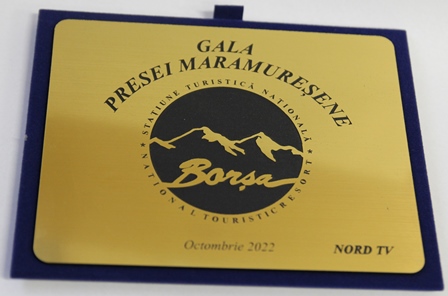 GALA
PRESEI MARAMUREȘENE
STAȚIUNE TURISTICĂ NAȚIONALĂ
Borșa
NATIONAL TOURISTIC RESORT
Octombrie 2022
NORD TV